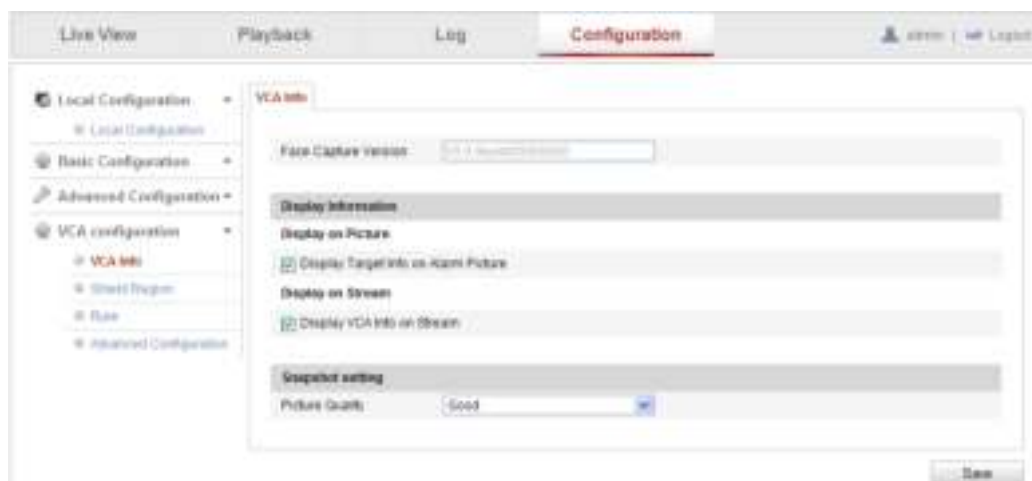 Live View
Playback
Log
Configuration
admin | Logout
Local Configuration
Local Configuration
Basic Configuration
Advanced Configuration
VCA configuration
VCA Info
Shield Region
Rule
Advanced Configuration
VCA Info
Face Capture Version
Display Information
Display on Picture
Display Target info on Alarm Picture
Display on Stream
Display VCA info on Stream
Snapshot setting
Picture Quality
Good
Save